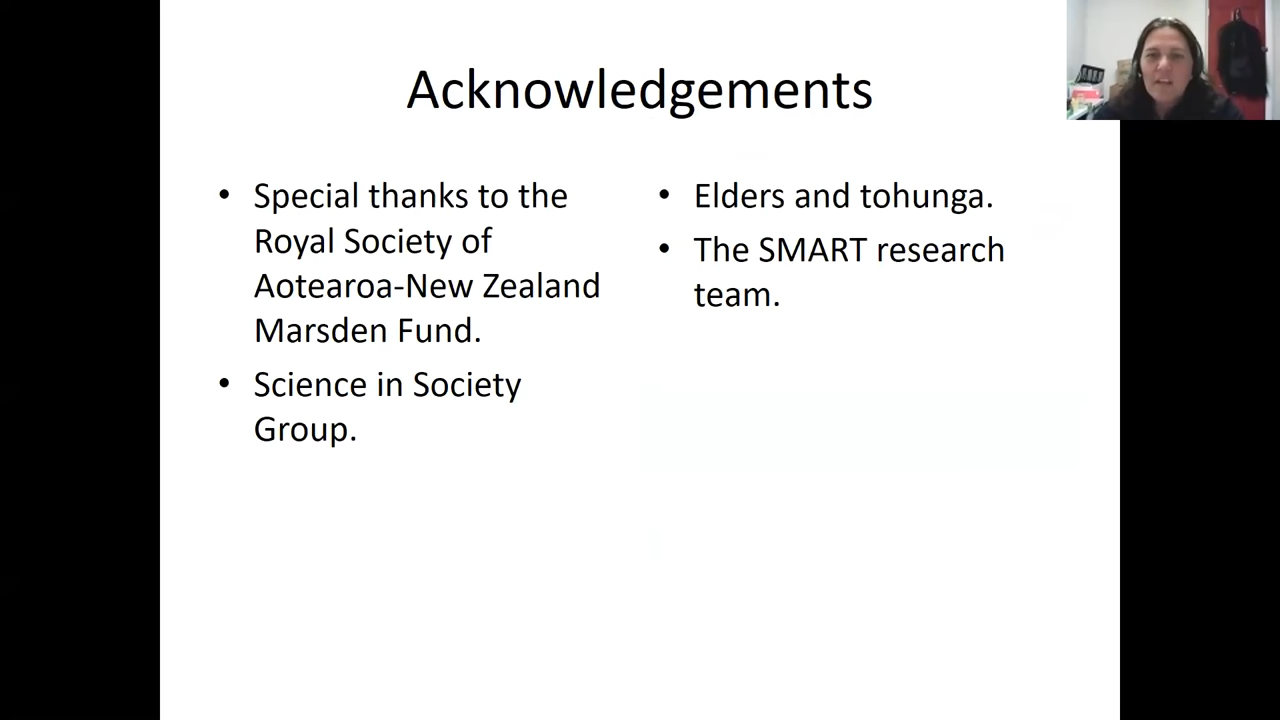 Acknowledgements
• Special thanks to the
Royal Society of
Aotearoa-New Zealand
Marsden Fund.
• Science in Society
Group.
• Elders and tohunga.
• The SMART research
team.